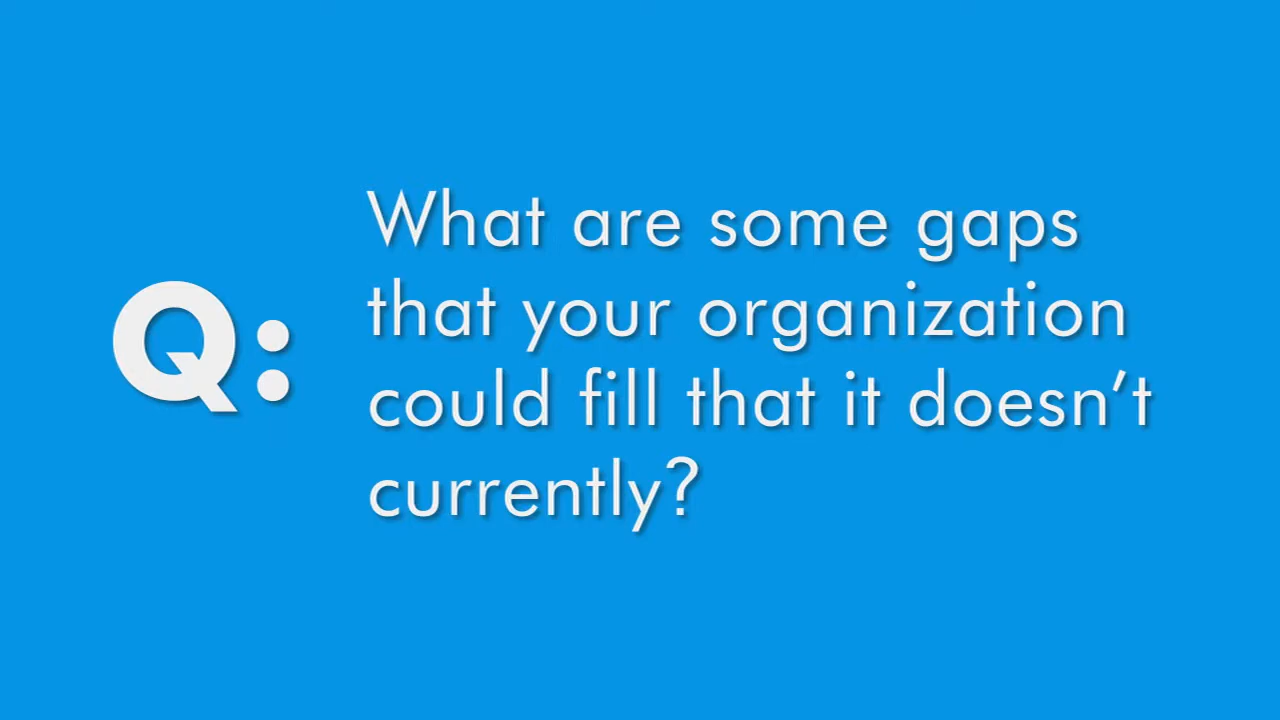 Q:
What are some gaps
that your organization
could fill that it doesn’t
currently?